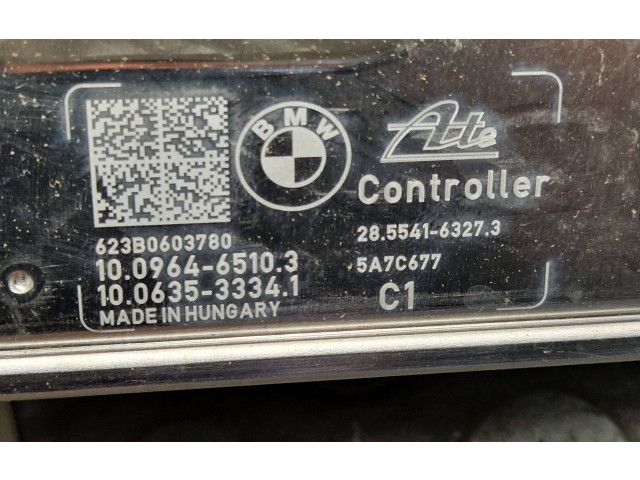 BMW
Ate
Controller
623B0603780
10.0964-6510.3
10.0635-3334.1
MADE IN HUNGARY
28.5541-6327.3
5A7C677
C1